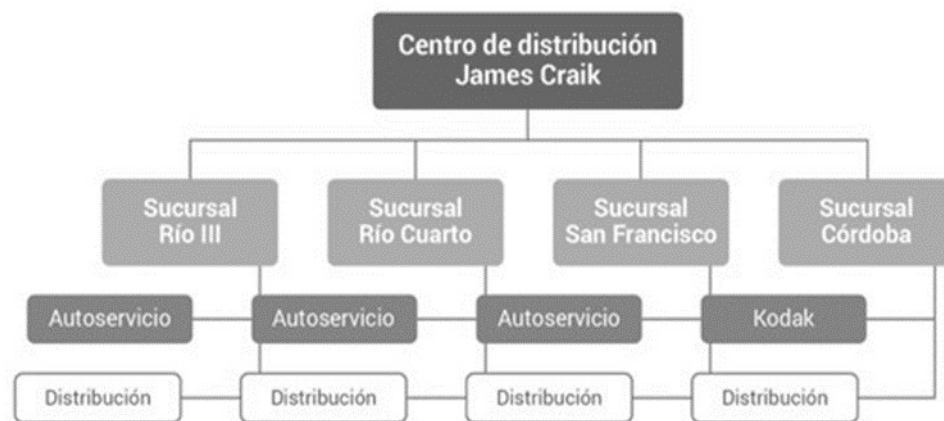 Centro de distribución
James Craik
Sucursal
Río III
Sucursal
Río Cuarto
Sucursal
San Francisco
Sucursal
Córdoba
Autoservicio
Autoservicio
Autoservicio
Kodak
Distribución
Distribución
Distribución
Distribución